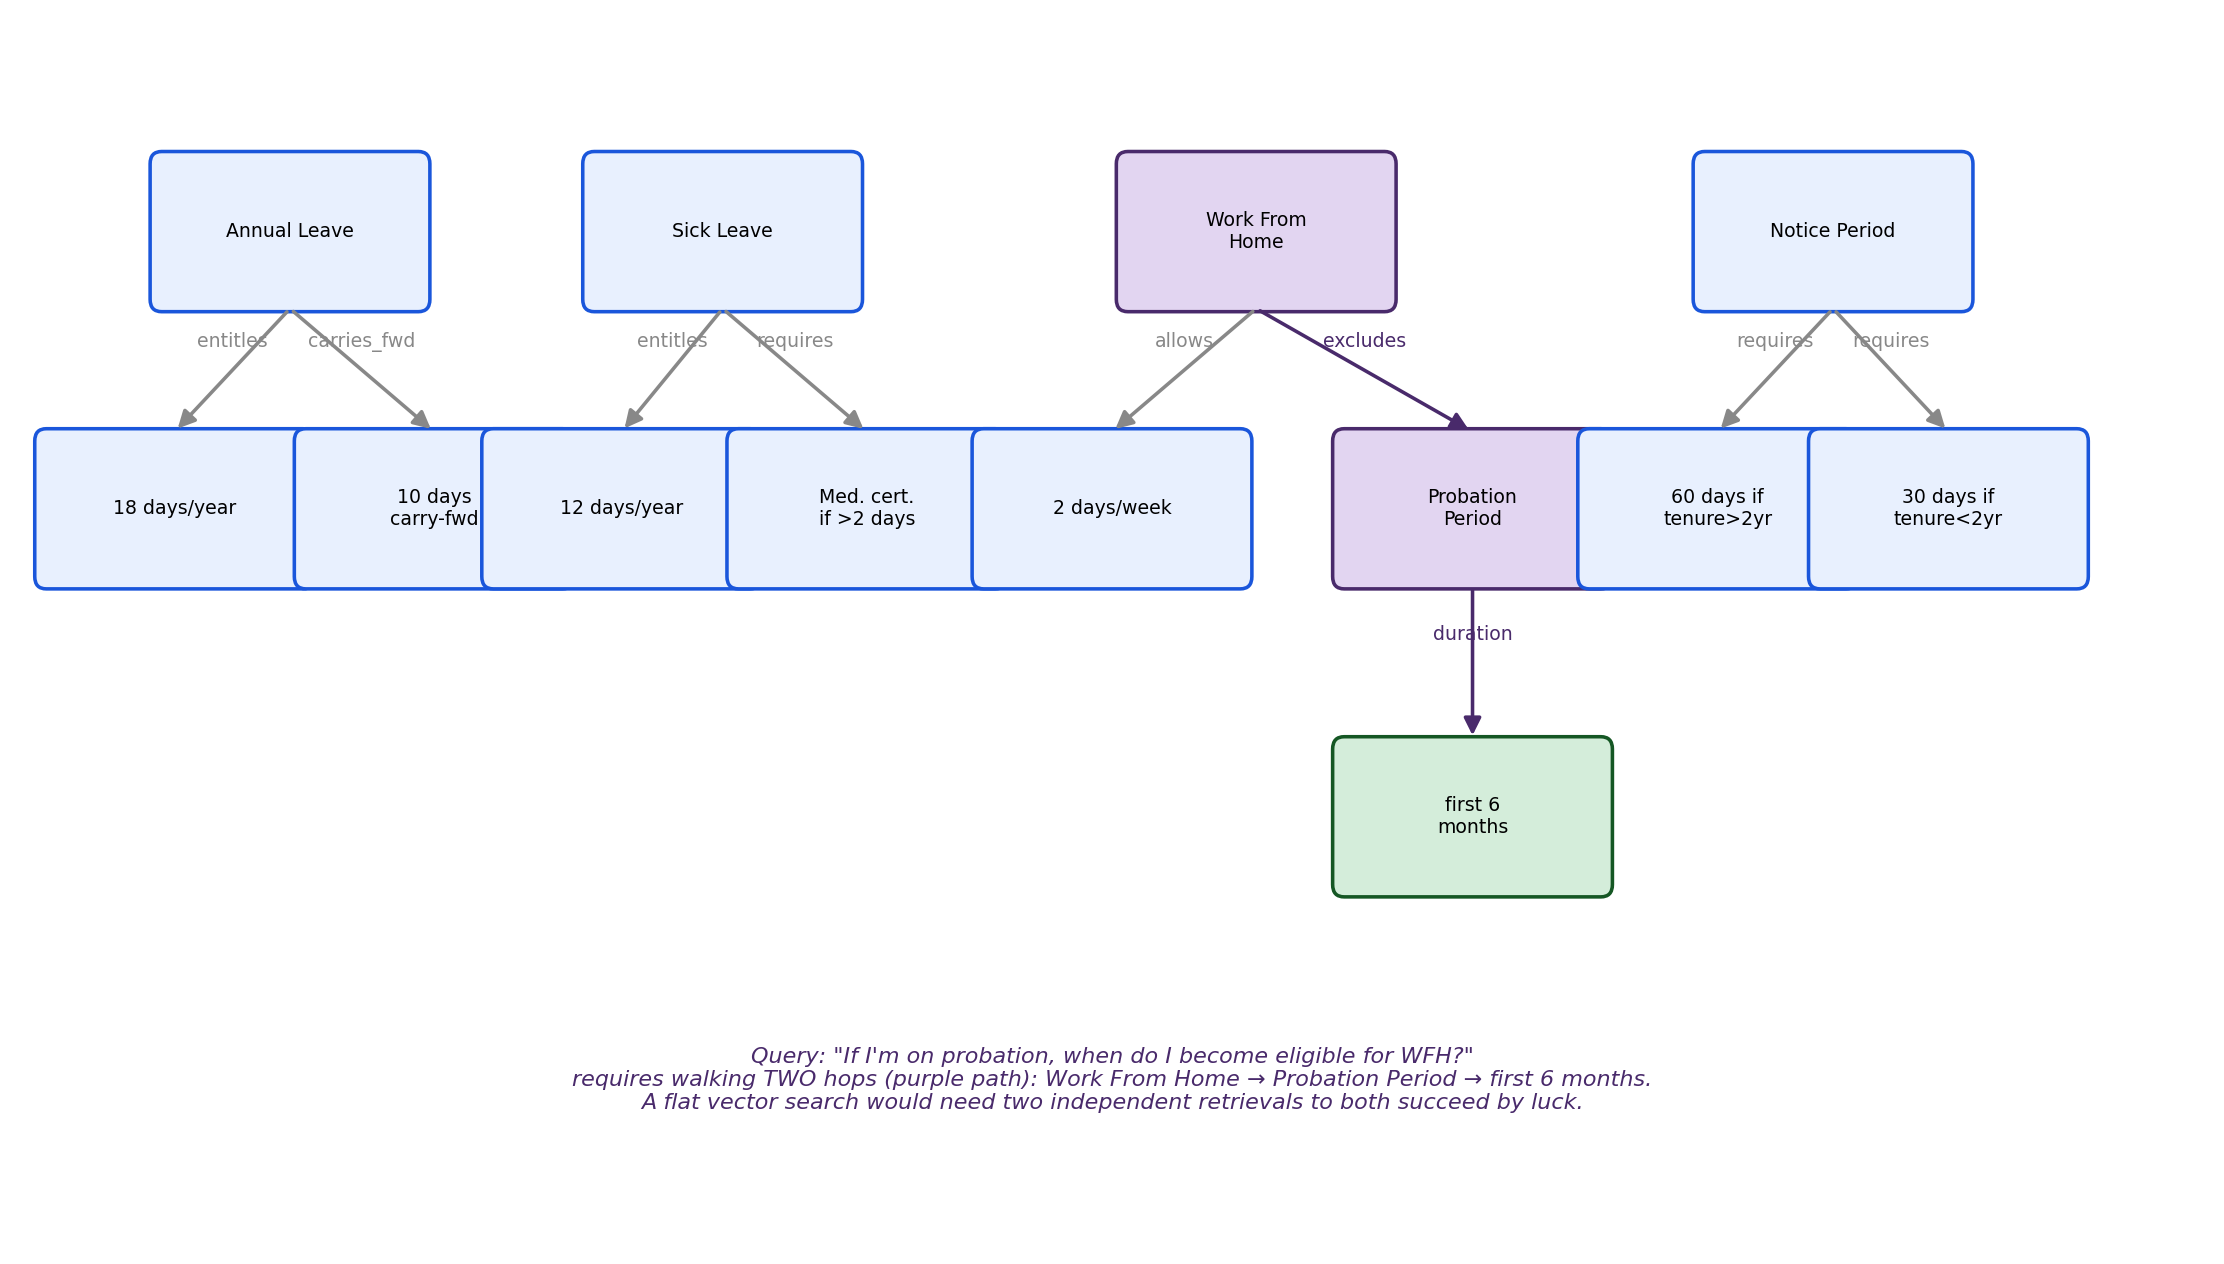 Annual Leave
Sick Leave
Work From
Home
Notice Period
entitles
carries_fwd
entitles
requires
allows
excludes
requires
requires
18 days/year
10 days
carry-fwd
12 days/year
Med. cert.
if >2 days
2 days/week
Probation
Period
60 days if
tenure>2yr
30 days if
tenure<2yr
duration
first 6
months
Query: "If I'm on probation, when do I become eligible for WFH?"
requires walking TWO hops (purple path): Work From Home → Probation Period → first 6 months.
A flat vector search would need two independent retrievals to both succeed by luck.